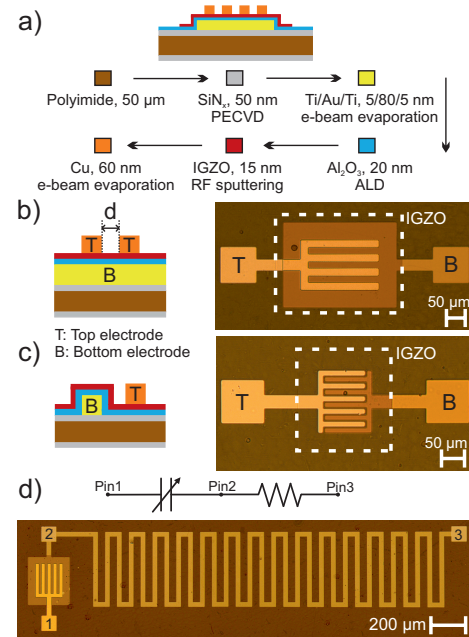 a)
Polyimide, 50 µm
SiNₓ, 50 nm
PECVD
Ti/Au/Ti, 5/80/5 nm
e-beam evaporation
Cu, 60 nm
e-beam evaporation
IGZO, 15 nm
RF sputtering
Al₂O₃, 20 nm
ALD
b)
d
T T
B
IGZO
T B
50 µm
T: Top electrode
B: Bottom electrode
c)
B T
IGZO
T B
50 µm
d)
Pin1 Pin2 Pin3
2 3
1
200 µm